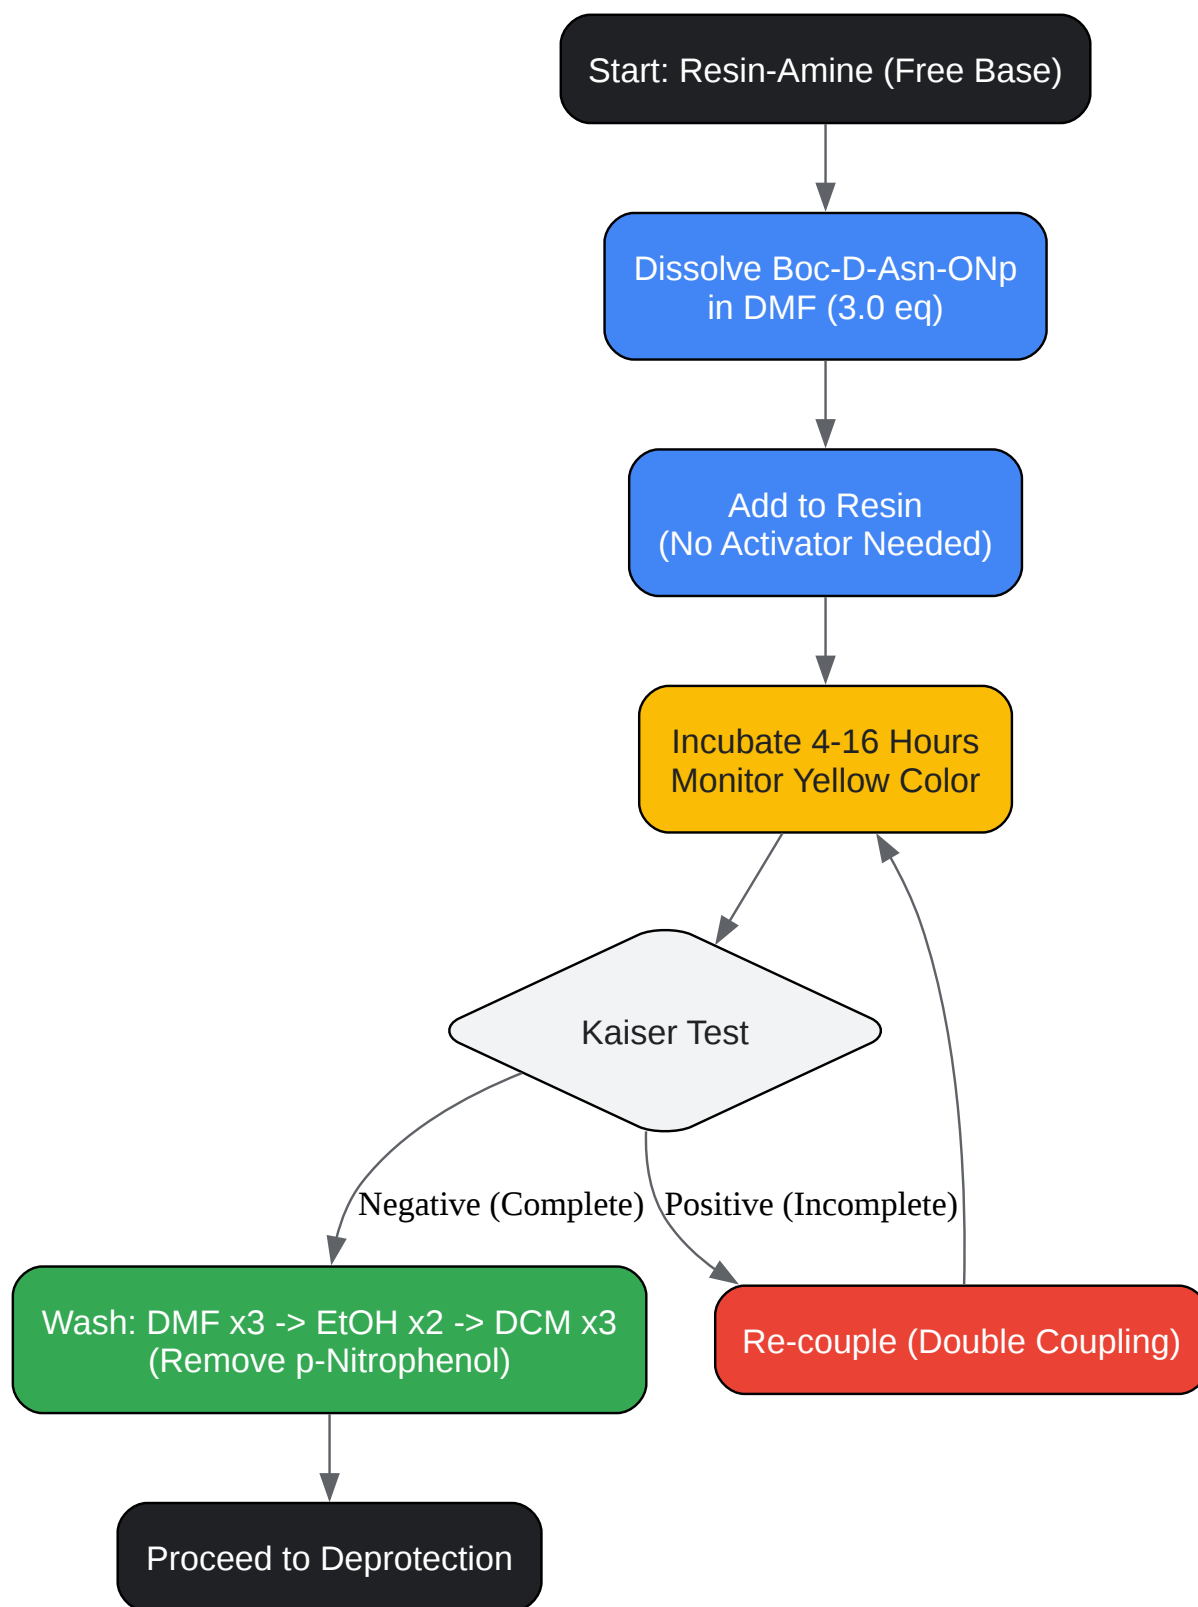 Start: Resin-Amine (Free Base)
Dissolve Boc-D-Asn-ONp
in DMF (3.0 eq)
Add to Resin
(No Activator Needed)
Incubate 4-16 Hours
Monitor Yellow Color
Kaiser Test
Negative (Complete)
Positive (Incomplete)
Wash: DMF x3 -> EtOH x2 -> DCM x3
(Remove p-Nitrophenol)
Re-couple (Double Coupling)
Proceed to Deprotection